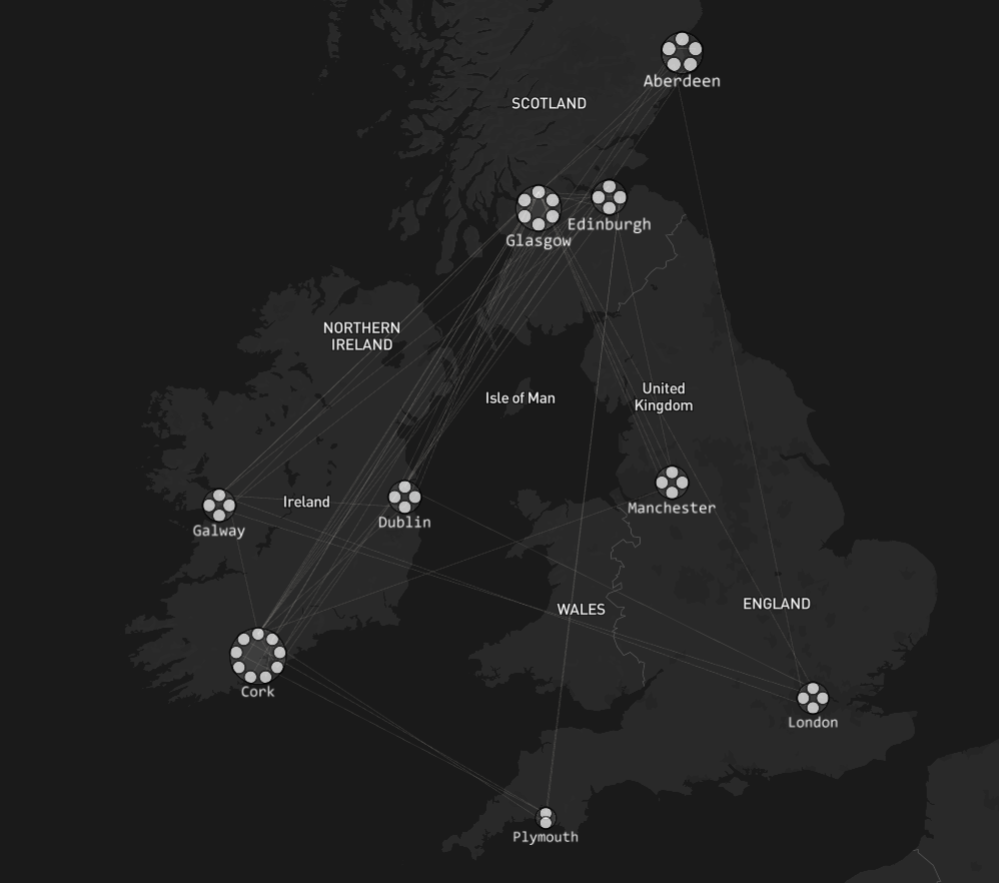 Aberdeen
SCOTLAND
Edinburgh
Glasgow
NORTHERN
IRELAND
United
Kingdom
Isle of Man
Ireland
Manchester
Dublin
Galway
WALES
ENGLAND
Cork
London
Plymouth